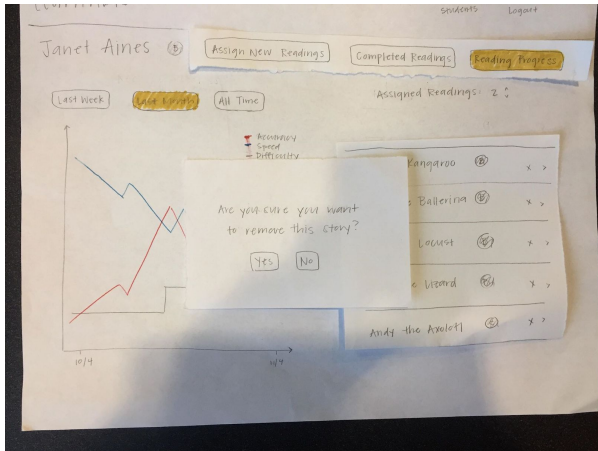 Students Logout
Janet Aines B
Assign New Readings Completed Readings Reading Progress
Last Week Last Month All Time
Assigned Readings: 2
Accuracy
Speed
Difficulty
Kangaroo B
Ballerina B
Locust
Lizard
Andy the Axolotl
x >
x >
x >
x >
x >
Are you sure you want
to remove this story?
Yes No
10/4 11/4